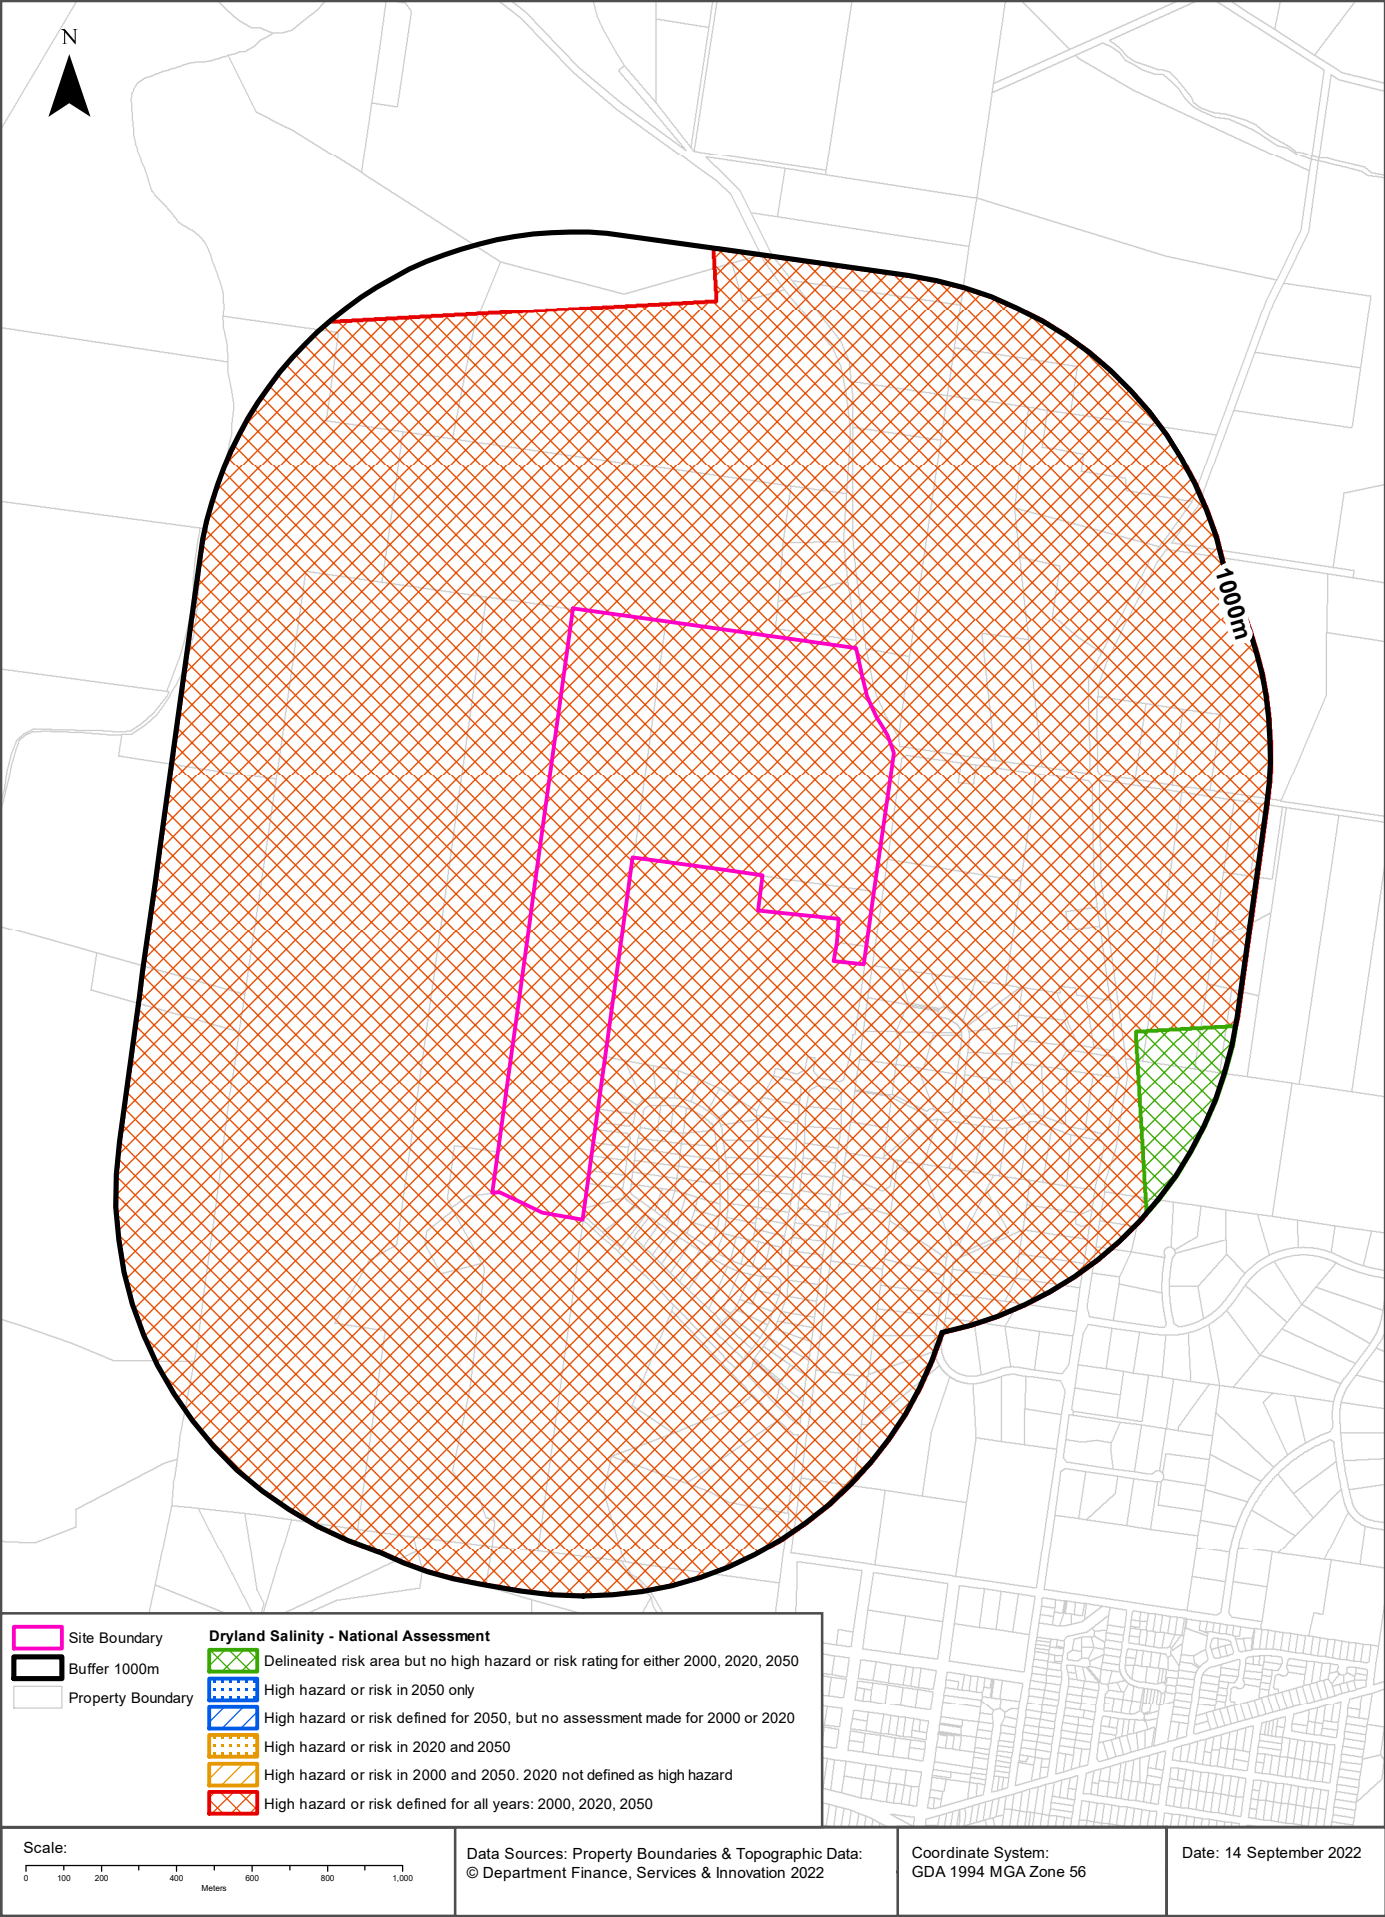 N
1000m
Site Boundary
Buffer 1000m
Property Boundary
Dryland Salinity - National Assessment
Delineated risk area but no high hazard or risk rating for either 2000, 2020, 2050
High hazard or risk in 2050 only
High hazard or risk defined for 2050, but no assessment made for 2000 or 2020
High hazard or risk in 2020 and 2050
High hazard or risk in 2000 and 2050. 2020 not defined as high hazard
High hazard or risk defined for all years: 2000, 2020, 2050
Scale:
0 100 200 400 600 800 1,000
Meters
Data Sources: Property Boundaries & Topographic Data:
© Department Finance, Services & Innovation 2022
Coordinate System:
GDA 1994 MGA Zone 56
Date: 14 September 2022